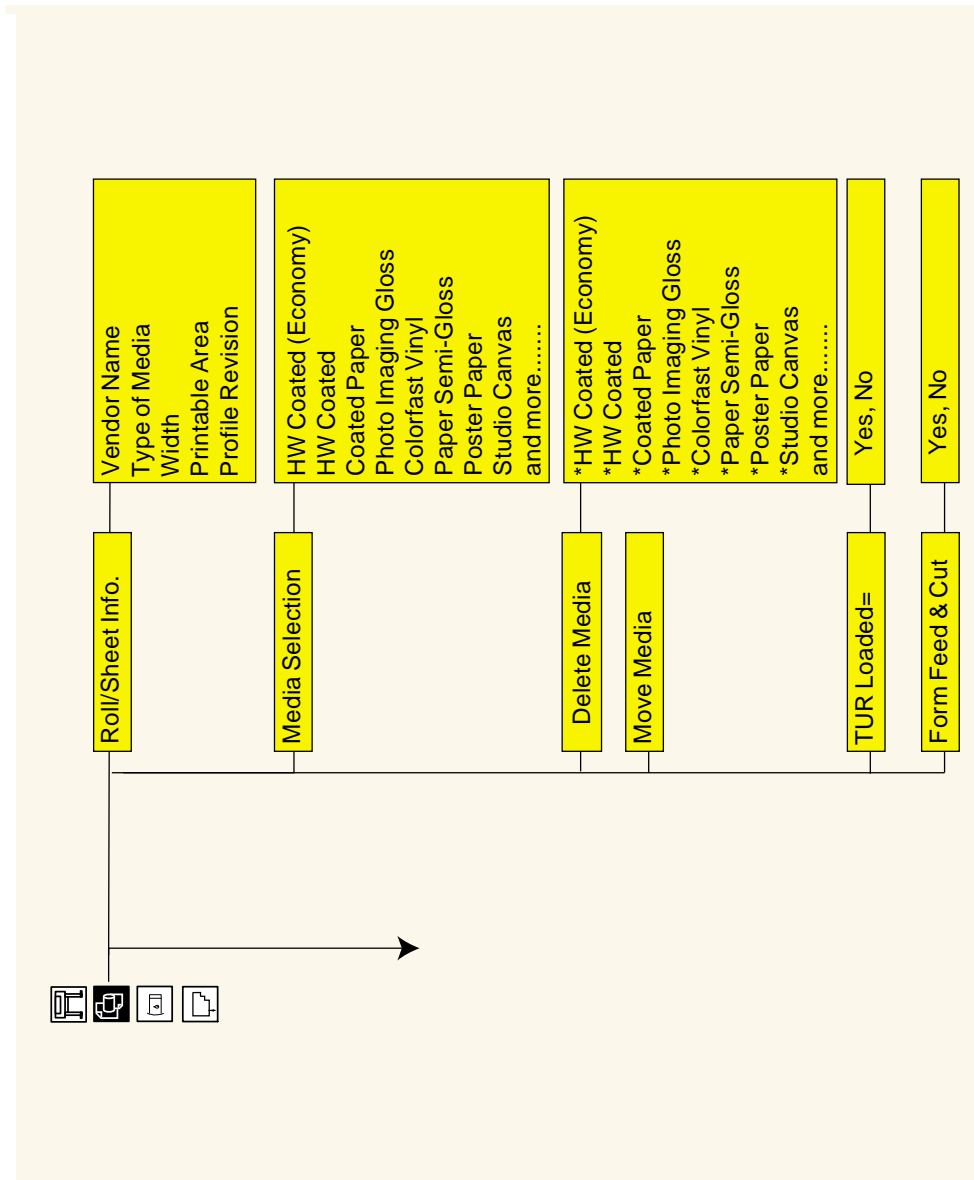 Roll/Sheet Info.
Vendor Name
Type of Media
Width
Printable Area
Profile Revision
Media Selection
HW Coated (Economy)
HW Coated
Coated Paper
Photo Imaging Gloss
Colorfast Vinyl
Paper Semi-Gloss
Poster Paper
Studio Canvas
and more.......
Delete Media
*HW Coated (Economy)
*HW Coated
*Coated Paper
*Photo Imaging Gloss
*Colorfast Vinyl
*Paper Semi-Gloss
*Poster Paper
*Studio Canvas
and more.......
Move Media
TUR Loaded=
Yes, No
Form Feed & Cut
Yes, No